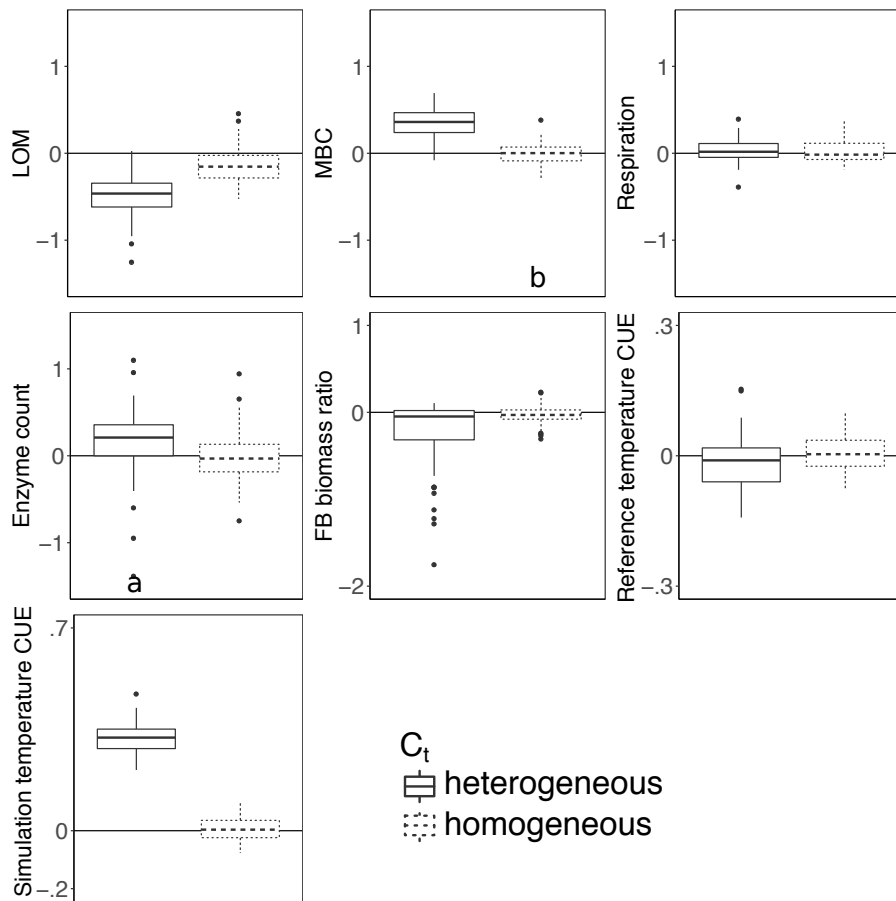 LOM
1
0
−1
MBC
1
0
−1
b
Respiration
1
0
−1
Enzyme count
1
0
−1
a
FB biomass ratio
1
0
−2
Reference temperature CUE
.3
0
−.3
Simulation temperature CUE
.7
0
−.2
Ct
heterogeneous
homogeneous